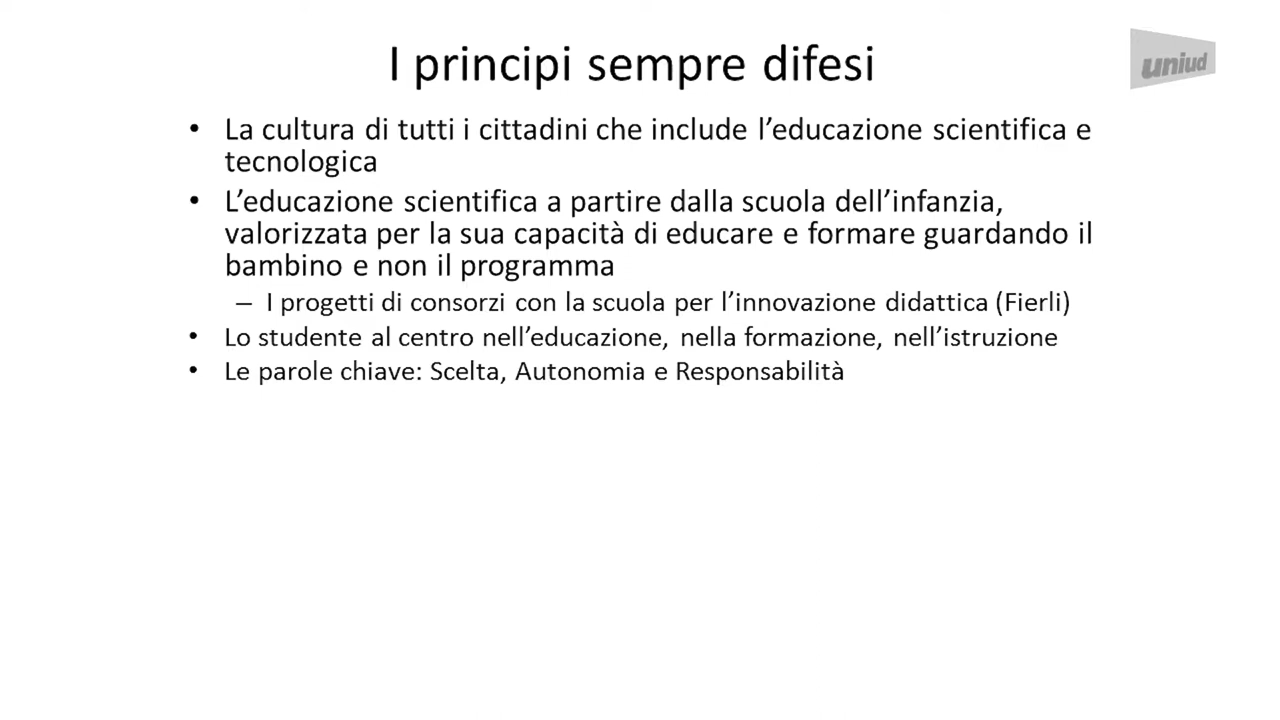 I principi sempre difesi
uniud
• La cultura di tutti i cittadini che include l’educazione scientifica e
tecnologica
• L’educazione scientifica a partire dalla scuola dell’infanzia,
valorizzata per la sua capacità di educare e formare guardando il
bambino e non il programma
– I progetti di consorzi con la scuola per l’innovazione didattica (Fierli)
• Lo studente al centro nell’educazione, nella formazione, nell’istruzione
• Le parole chiave: Scelta, Autonomia e Responsabilità